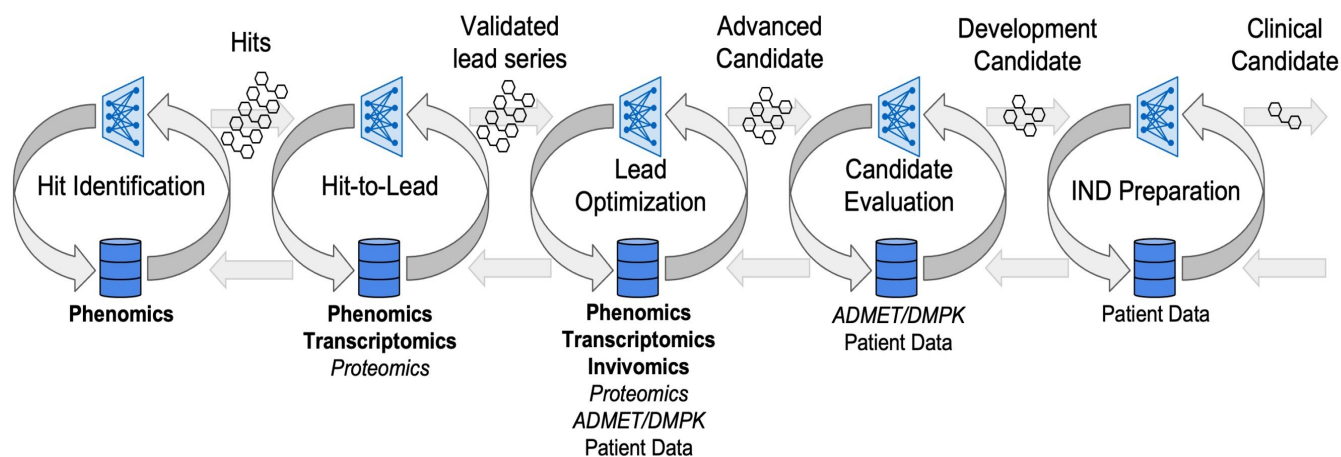 Hits
Validated
lead series
Advanced
Candidate
Development
Candidate
Clinical
Candidate
Hit Identification
Hit-to-Lead
Lead
Optimization
Candidate
Evaluation
IND Preparation
Phenomics
Phenomics
Transcriptomics
Proteomics
Phenomics
Transcriptomics
Invivomics
Proteomics
ADMET/DMPK
Patient Data
ADMET/DMPK
Patient Data
Patient Data